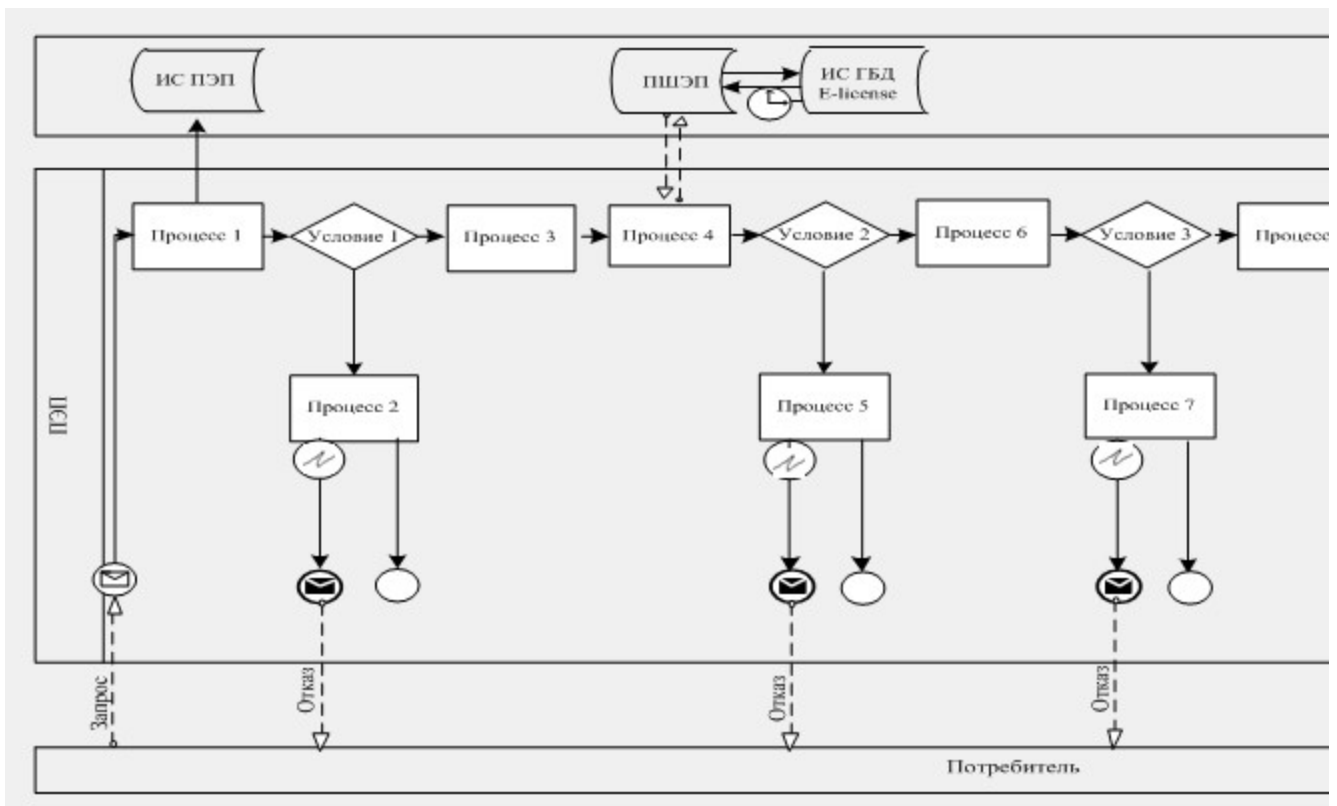 ИС ПЭП
ПШЭП
ИС ГБД
E-license
Процесс 1
Условие 1
Процесс 3
Процесс 4
Условие 2
Процесс 6
Условие 3
Процесс
Процесс 2
Процесс 5
Процесс 7
ПЭП
Запрос
Отказ
Отказ
Отказ
Потребитель